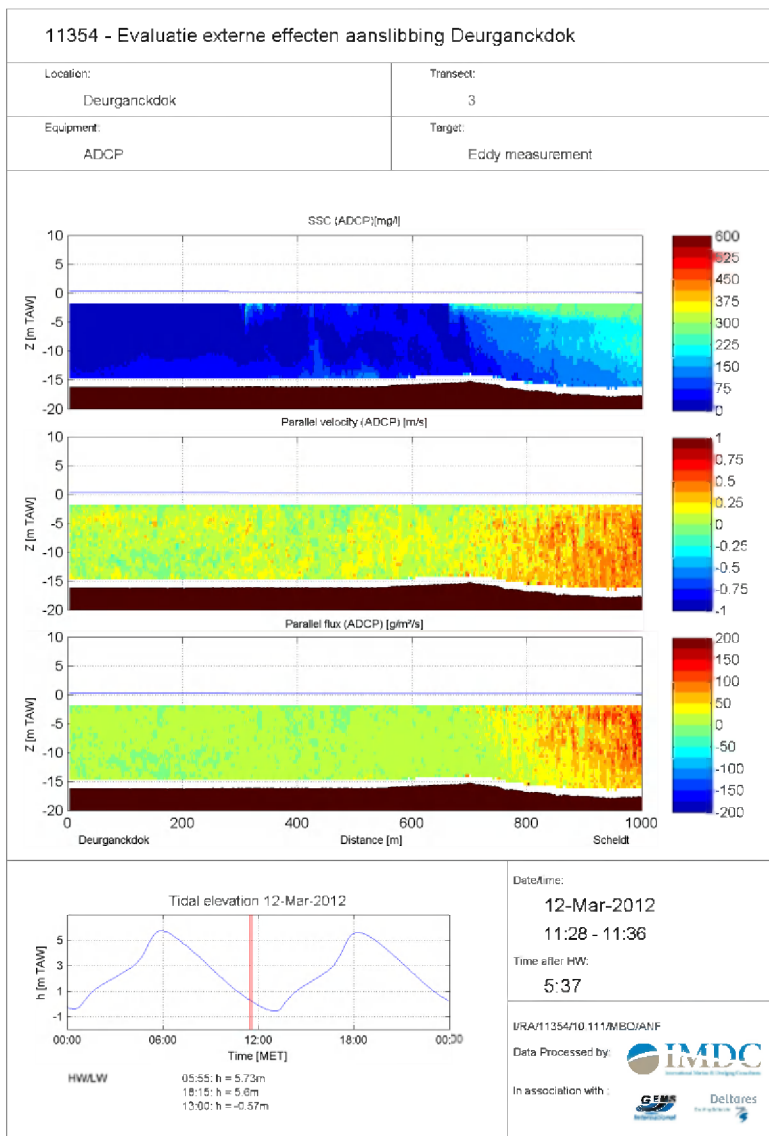 11354 - Evaluatie externe effecten aanslibbing Deurganckdok
Location:
Deurganckdok
Transect:
3
Equipment:
ADCP
Target:
Eddy measurement
SSC (ADCP)[mg/l]
10
5
0
-5
-10
-15
-20
Z [m TAW]
600
525
450
375
300
225
150
75
0
Parallel velocity (ADCP) [m/s]
10
5
0
-5
-10
-15
-20
Z [m TAW]
1
0.75
0.5
0.25
0
-0.25
-0.5
-0.75
-1
Parallel flux (ADCP) [g/m²/s]
10
5
0
-5
-10
-15
-20
Z [m TAW]
200
150
100
50
0
-50
-100
-150
-200
0 200 400 600 800 1000
Deurganckdok Distance [m] Scheldt
Tidal elevation 12-Mar-2012
h [m TAW]
5
3
1
-1
00:00 06:00 12:00 18:00 00:00
Time [MET]
HW/LW
05:55: h = 5.73m
18:15: h = 5.6m
13:00: h = -0.57m
Date/time:
12-Mar-2012
11:28 - 11:36
Time after HW:
5:37
I/RA/11354/10.111/MBO/ANF
Data Processed by:
IMDC
International Marine & Dredging Consultants
In association with :
GEMS
International
Deltares